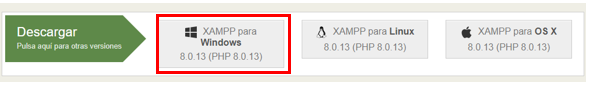 Descargar
Pulsa aquí para otras versiones
XAMPP para
Windows
8.0.13 (PHP 8.0.13)
XAMPP para Linux
8.0.13 (PHP 8.0.13)
XAMPP para OS X
8.0.13 (PHP 8.0.13)